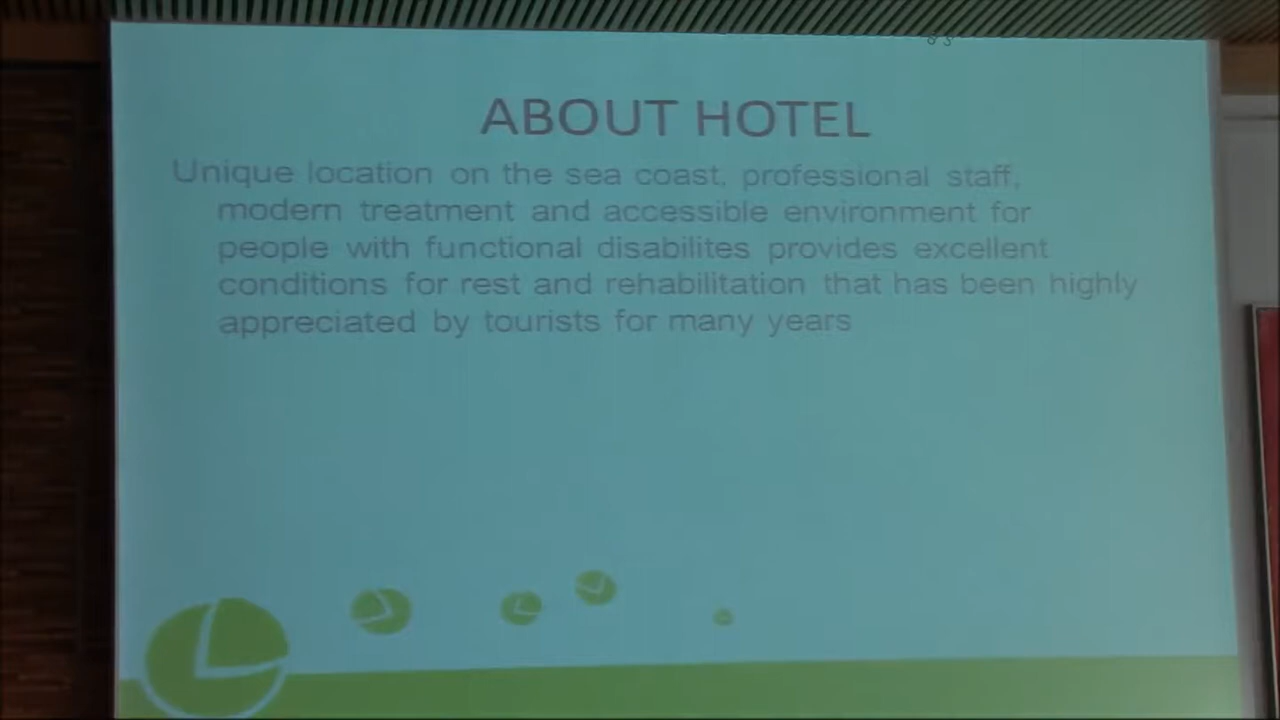 ABOUT HOTEL
Unique location on the sea coast, professional staff,
modern treatment and accessible environment for
people with functional disabilites provides excellent
conditions for rest and rehabilitation that has been highly
appreciated by tourists for many years